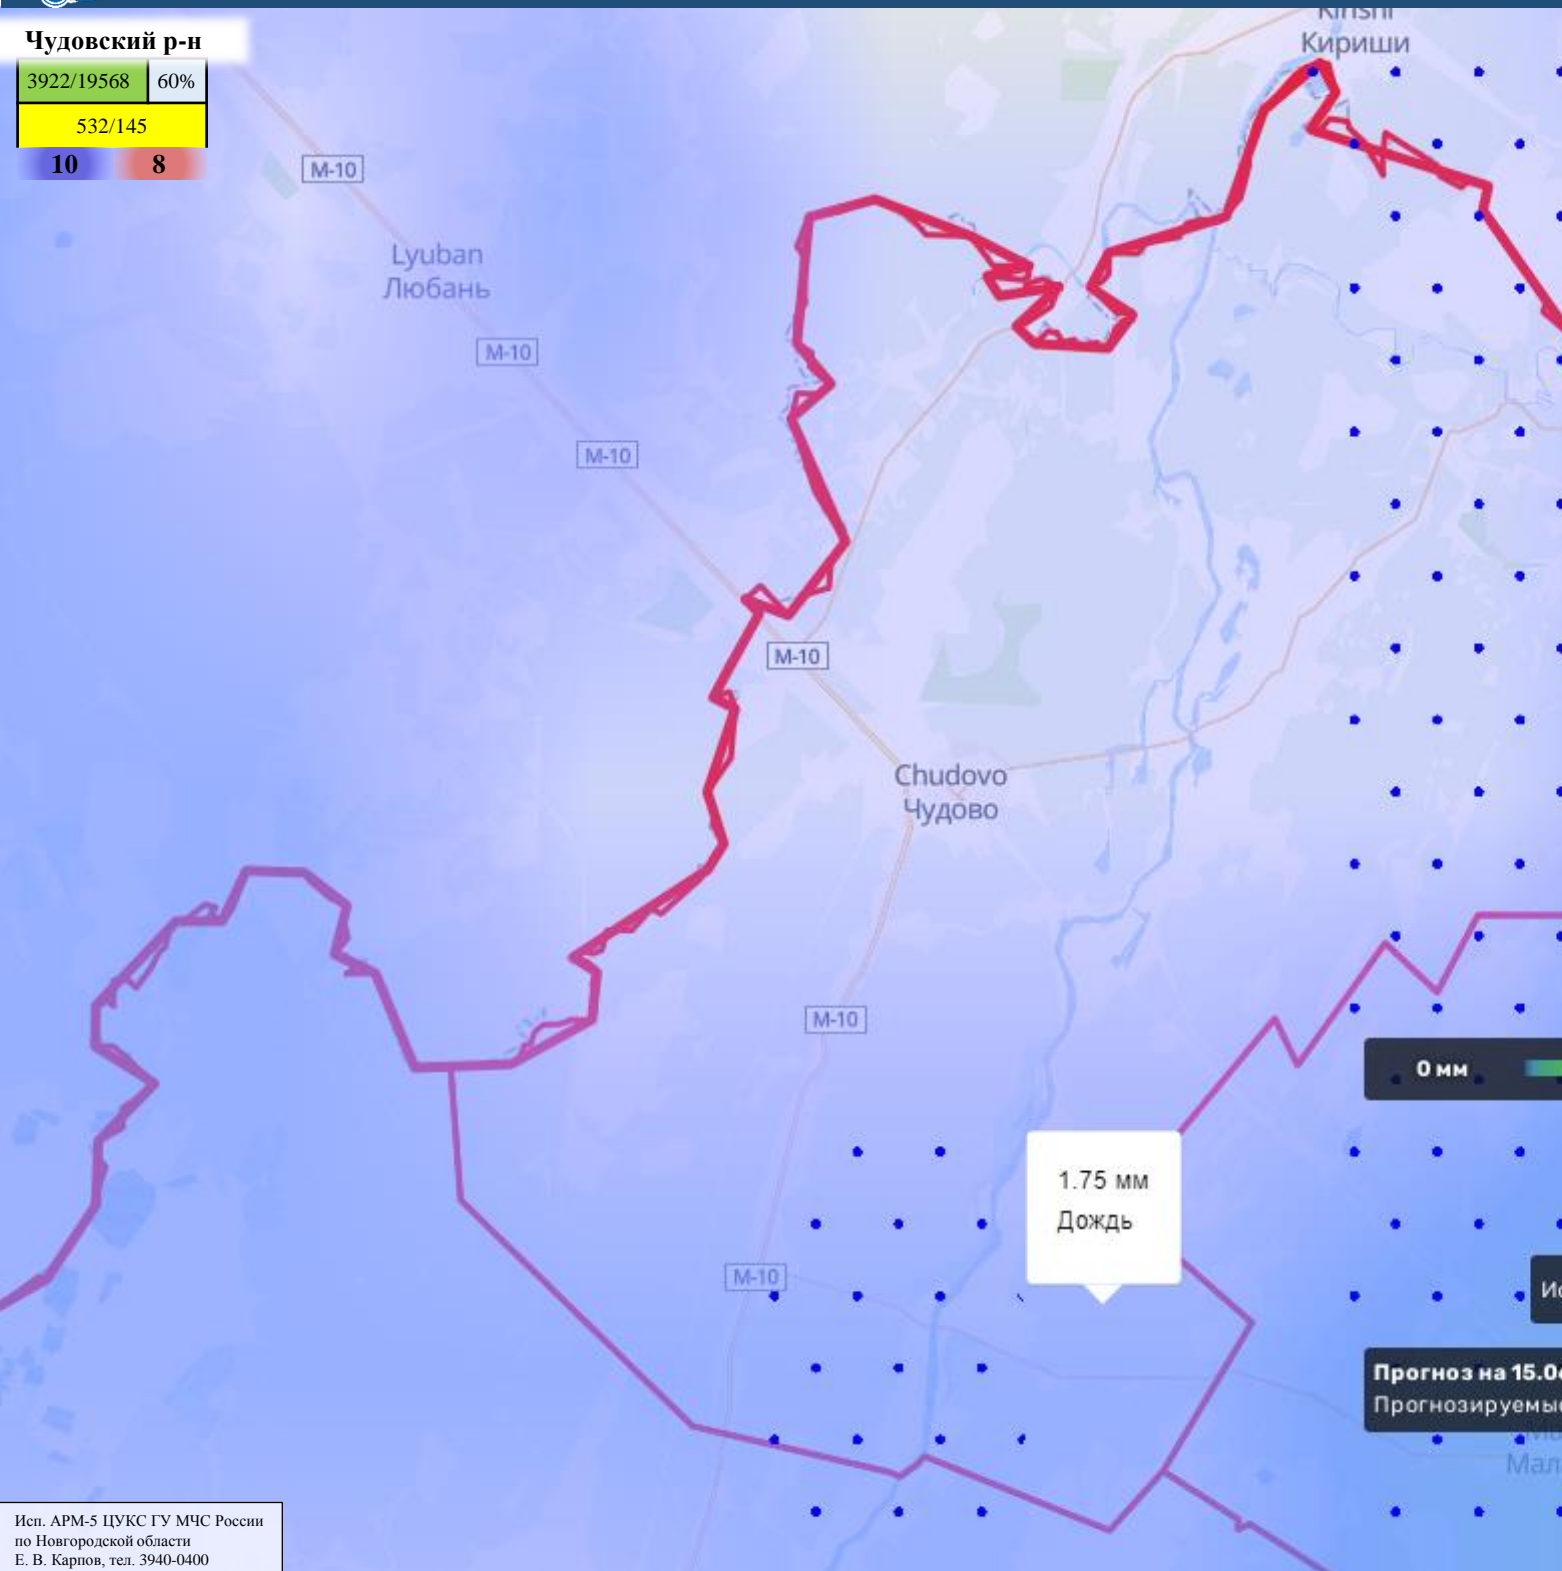 Kirishi
Кириши
Чудовский р-н
3922/19568 60%
532/145
10 8
М-10
Lyuban
Любань
М-10
М-10
М-10
Chudovo
Чудово
М-10
0 мм
1.75 мм
Дождь
М-10
Прогноз на 15.0
Прогнозируемы
Мал
Исп. АРМ-5 ЦУКС ГУ МЧС России
по Новгородской области
Е. В. Карпов, тел. 3940-0400